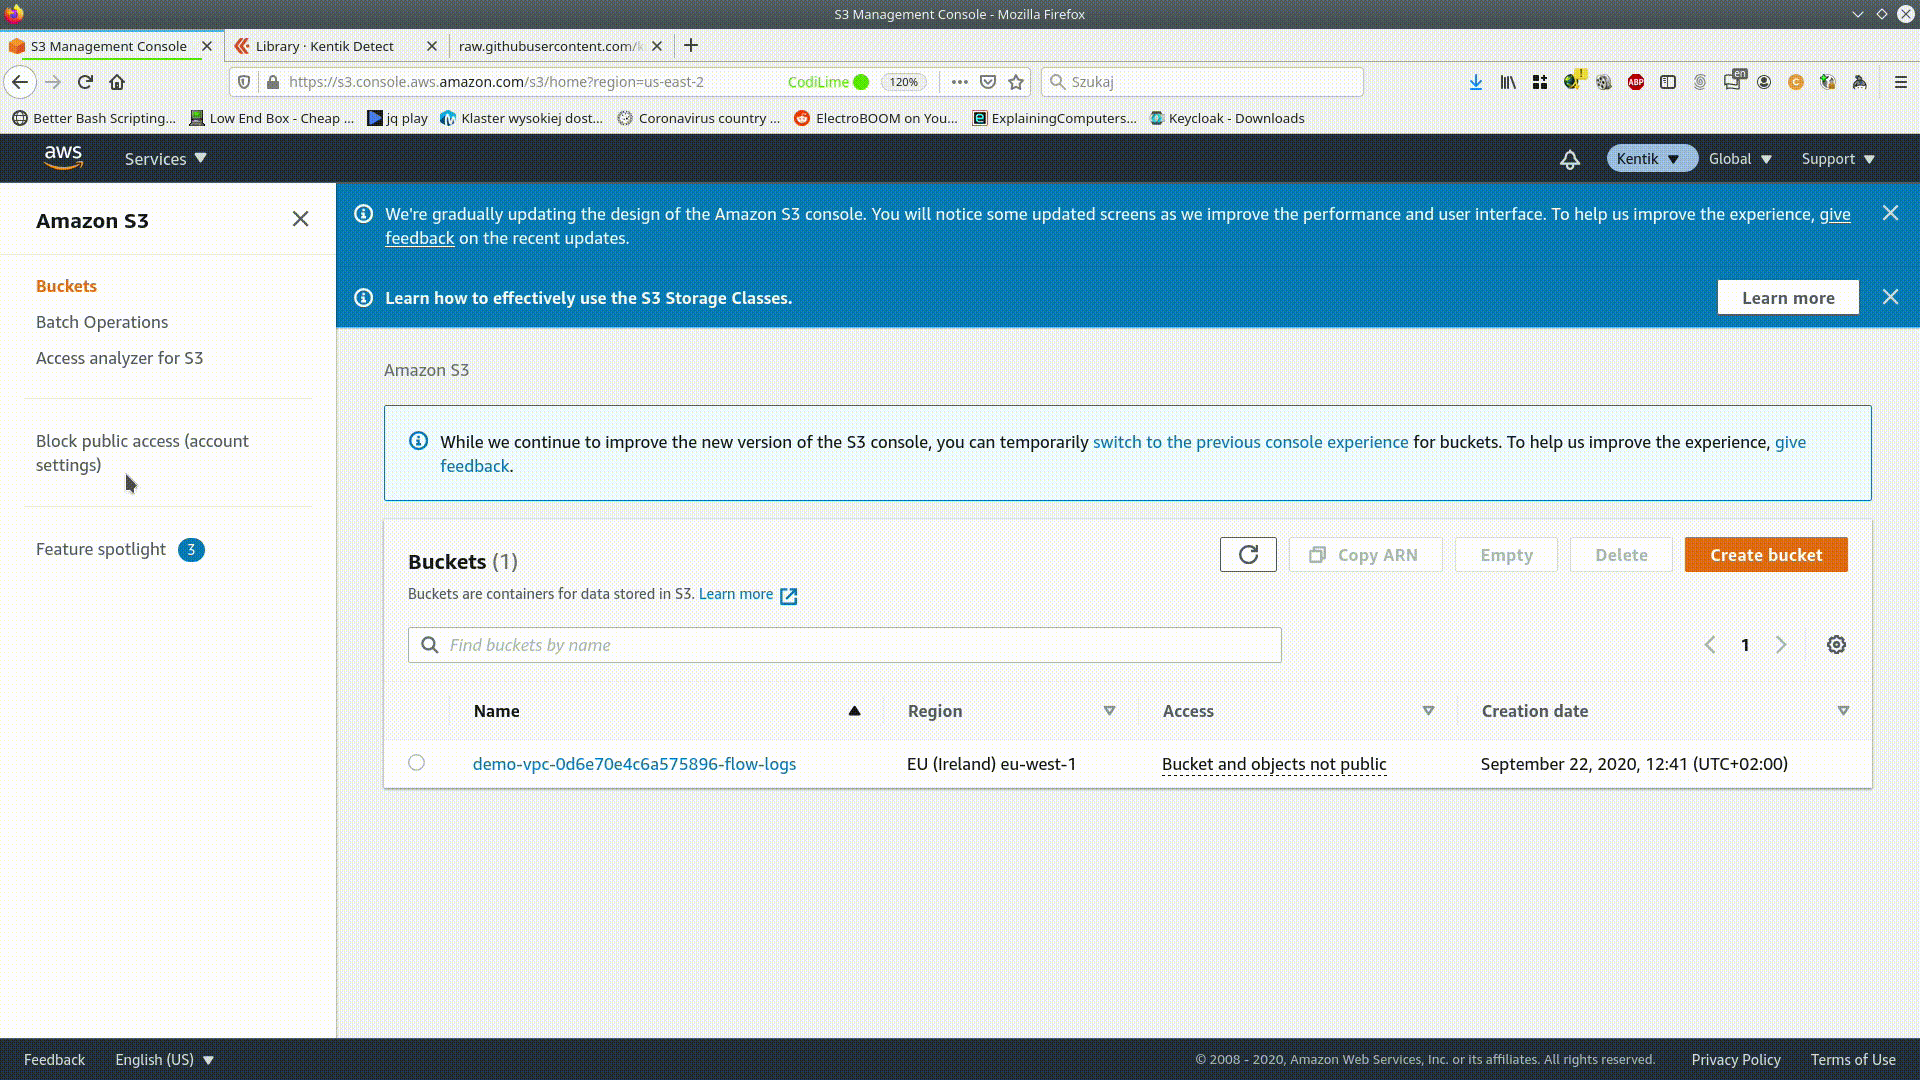 S3 Management Console - Mozilla Firefox
S3 Management Console
Library · Kentik Detect
raw.githubusercontent.com/k
https://s3.console.aws.amazon.com/s3/home?region=us-east-2
CodiLime
120%
Szukaj
en
ABP
Better Bash Scripting...
Low End Box - Cheap ...
jq play
Klaster wysokiej dost...
Coronavirus country ...
ElectroBOOM on You...
ExplainingComputers...
Keycloak - Downloads
aws
Services
Kentik
Global
Support
Amazon S3
Buckets
Batch Operations
Access analyzer for S3
Block public access (account
settings)
Feature spotlight 3
We're gradually updating the design of the Amazon S3 console. You will notice some updated screens as we improve the performance and user interface. To help us improve the experience, give
feedback on the recent updates.
Learn how to effectively use the S3 Storage Classes.
Learn more
Amazon S3
While we continue to improve the new version of the S3 console, you can temporarily switch to the previous console experience for buckets. To help us improve the experience, give
feedback.
Buckets (1)
Copy ARN
Empty
Delete
Create bucket
Buckets are containers for data stored in S3. Learn more
Find buckets by name
1
Name
Region
Access
Creation date
demo-vpc-0d6e70e4c6a575896-flow-logs
EU (Ireland) eu-west-1
Bucket and objects not public
September 22, 2020, 12:41 (UTC+02:00)
Feedback
English (US)
© 2008 - 2020, Amazon Web Services, Inc. or its affiliates. All rights reserved.
Privacy Policy
Terms of Use